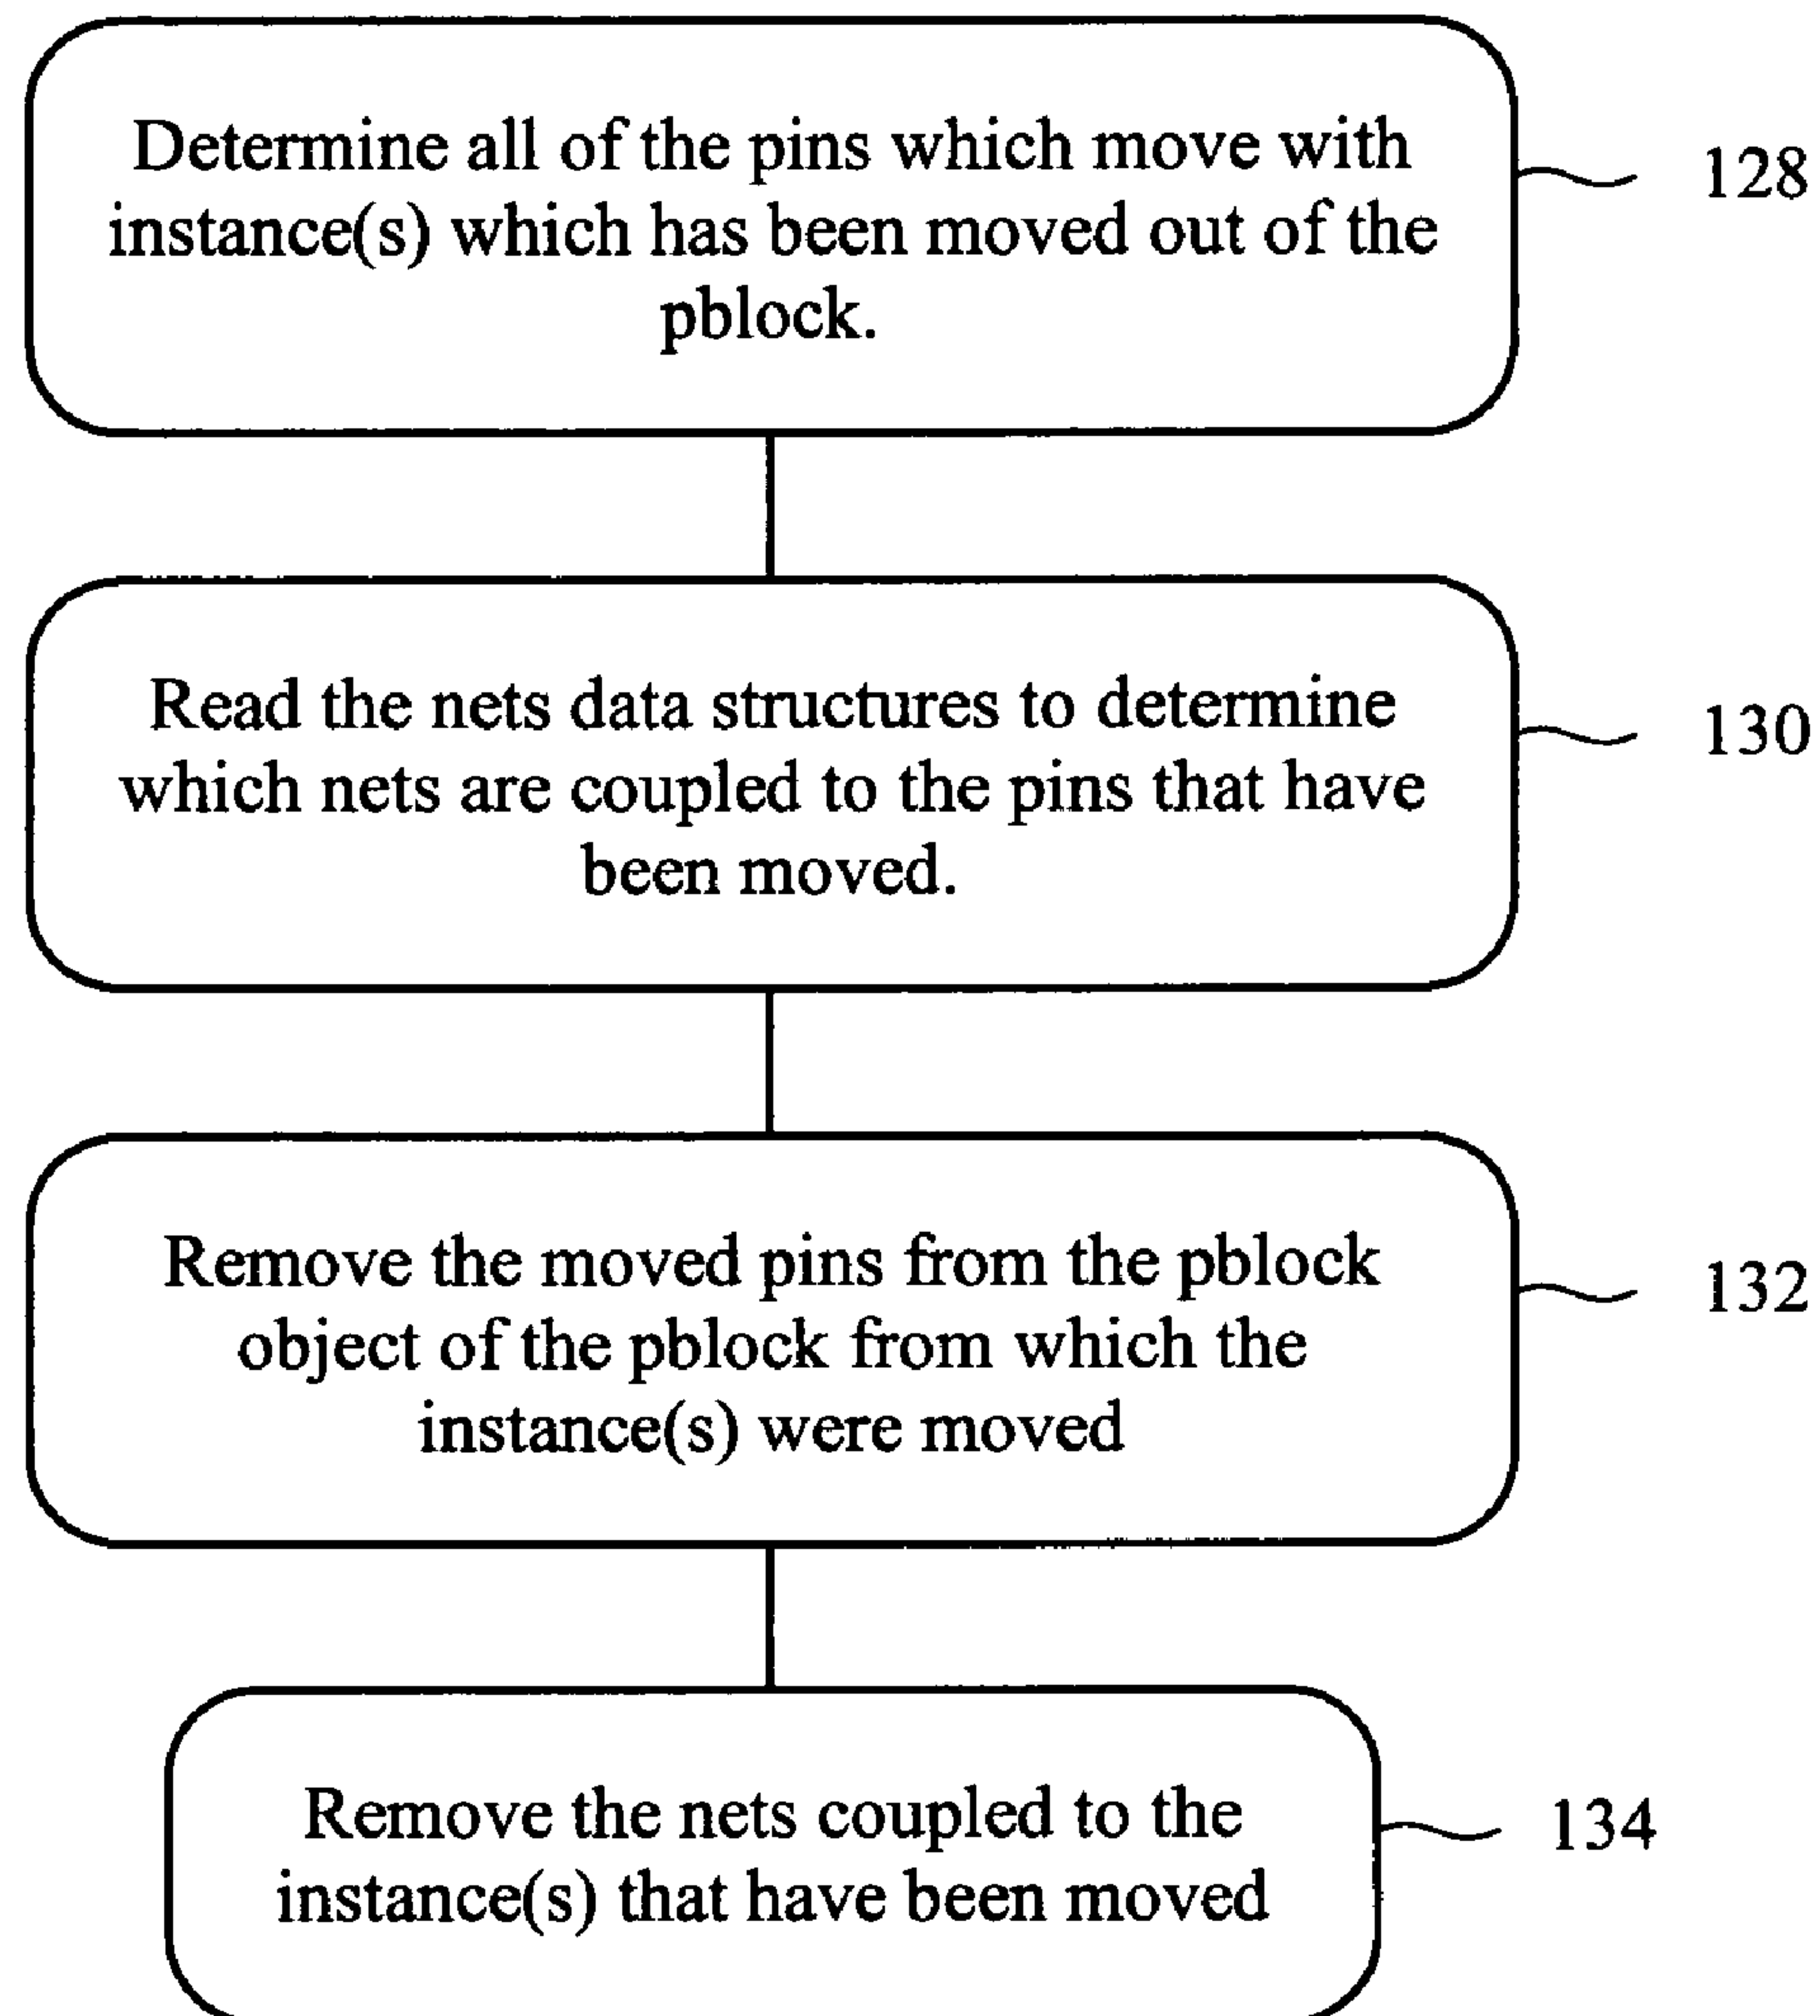 Determine all of the pins which move with
instance(s) which has been moved out of the
pblock.
128
Read the nets data structures to determine
which nets are coupled to the pins that have
been moved.
130
Remove the moved pins from the pblock
object of the pblock from which the
instance(s) were moved
132
Remove the nets coupled to the
instance(s) that have been moved
134